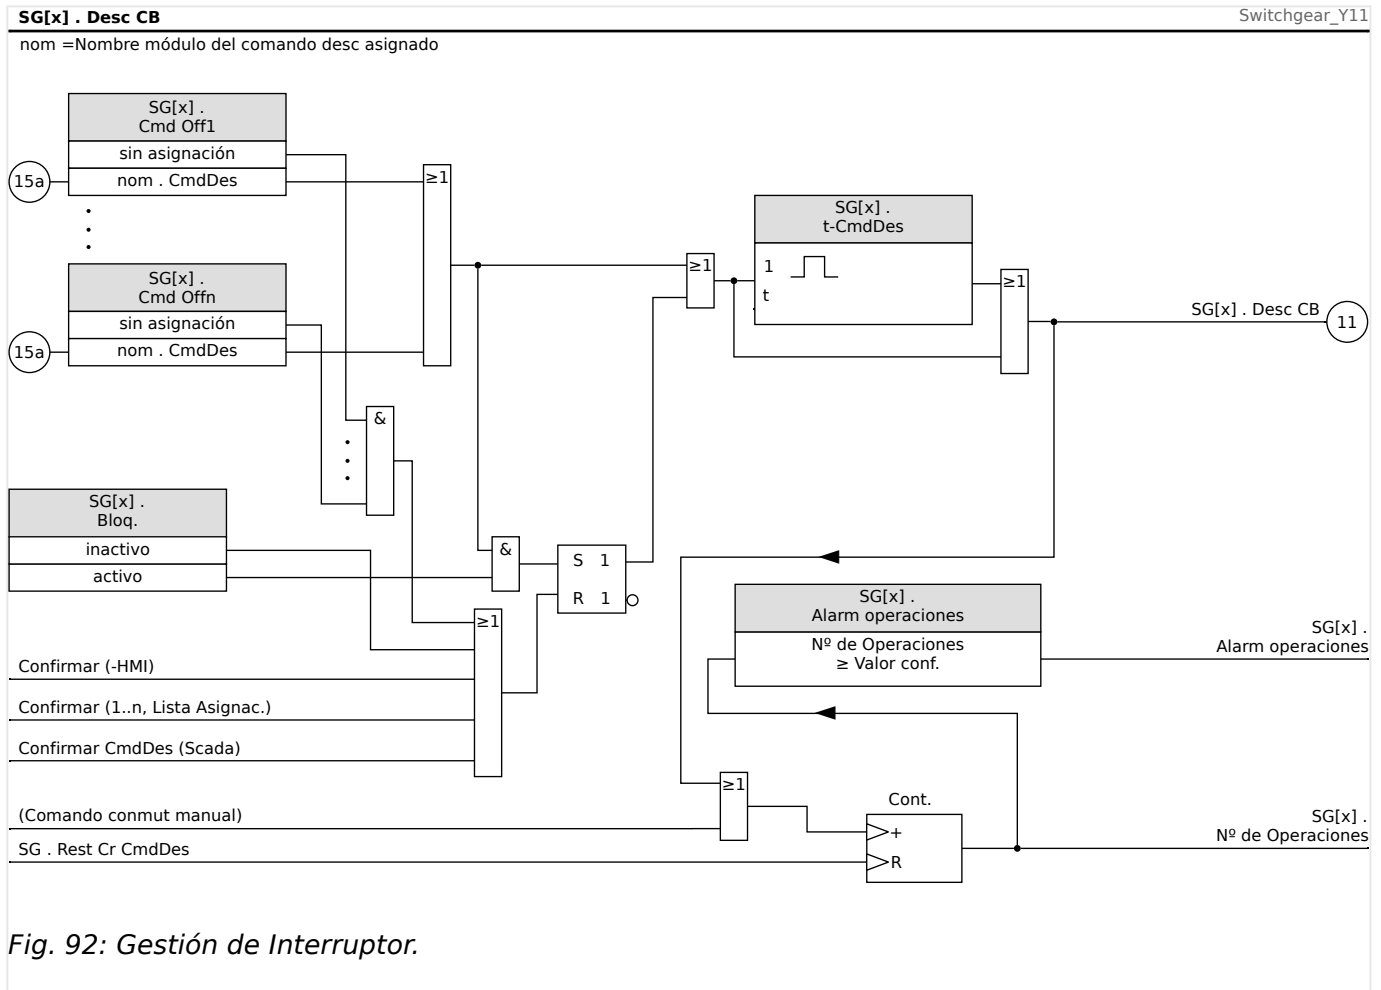 SG[x] . Desc CB
Switchgear_Y11
nom =Nombre módulo del comando desc asignado
SG[x] .
Cmd Off1
sin asignación
15a
nom . CmdDes
≥1
SG[x] .
t-CmdDes
1
t
≥1
≥1
SG[x] . Desc CB
11
SG[x] .
Cmd Offn
sin asignación
15a
nom . CmdDes
&
SG[x] .
Bloq.
inactivo
activo
&
S 1
R 1
≥1
SG[x] .
Alarm operaciones
Nº de Operaciones
≥ Valor conf.
SG[x] .
Alarm operaciones
Confirmar (-HMI)
Confirmar (1..n, Lista Asignac.)
Confirmar CmdDes (Scada)
≥1
(Comando conmut manual)
Cont.
+
R
SG[x] .
Nº de Operaciones
SG . Rest Cr CmdDes
Fig. 92: Gestión de Interruptor.